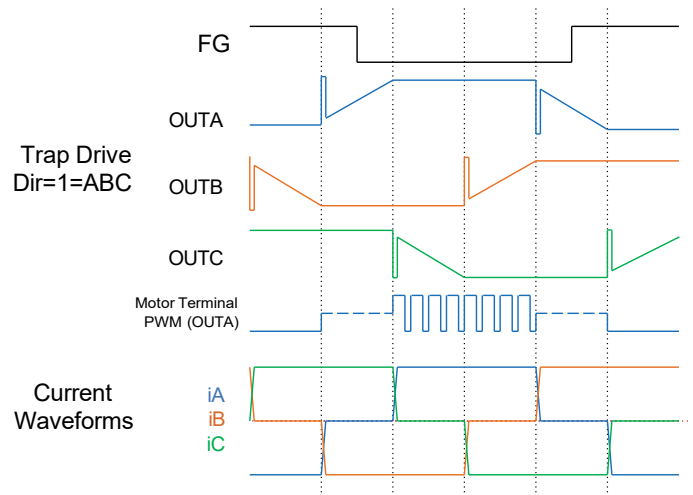 FG
OUTA
Trap Drive
Dir=1=ABC
OUTB
OUTC
Motor Terminal
PWM (OUTA)
Current
Waveforms
iA
iB
iC